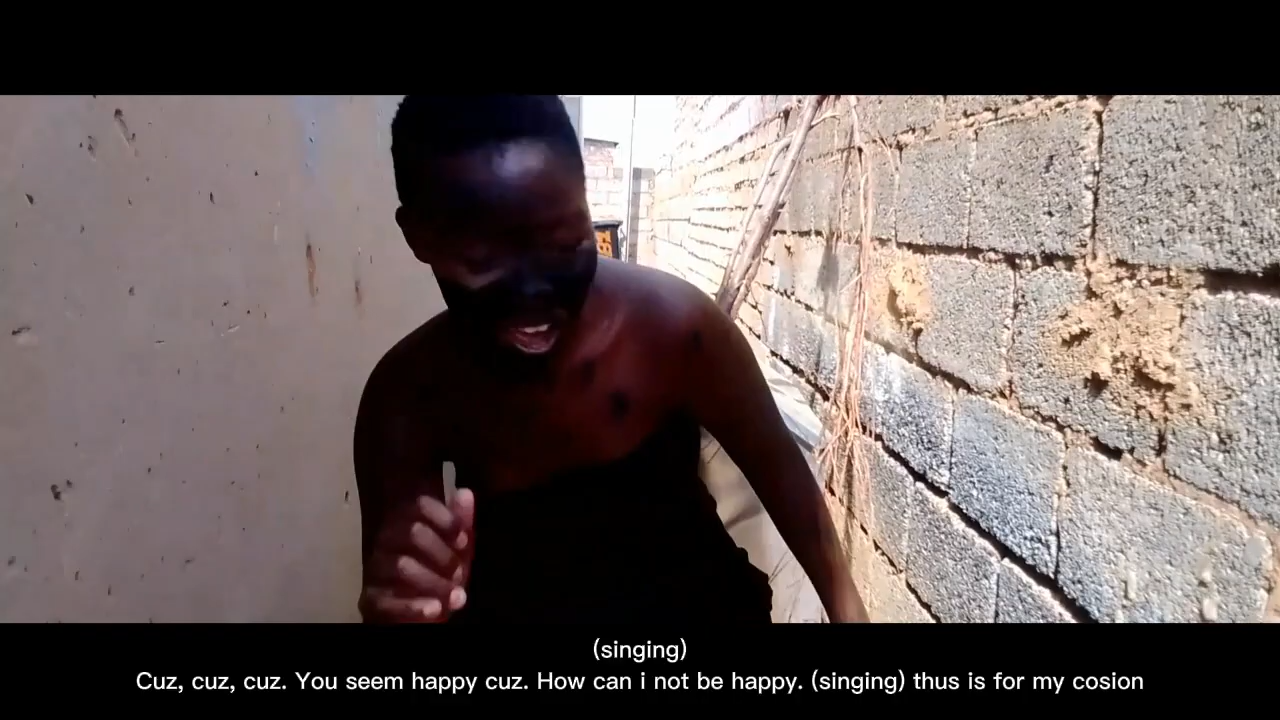 (singing)
Cuz, cuz, cuz. You seem happy cuz. How can i not be happy. (singing) thus is for my cosion